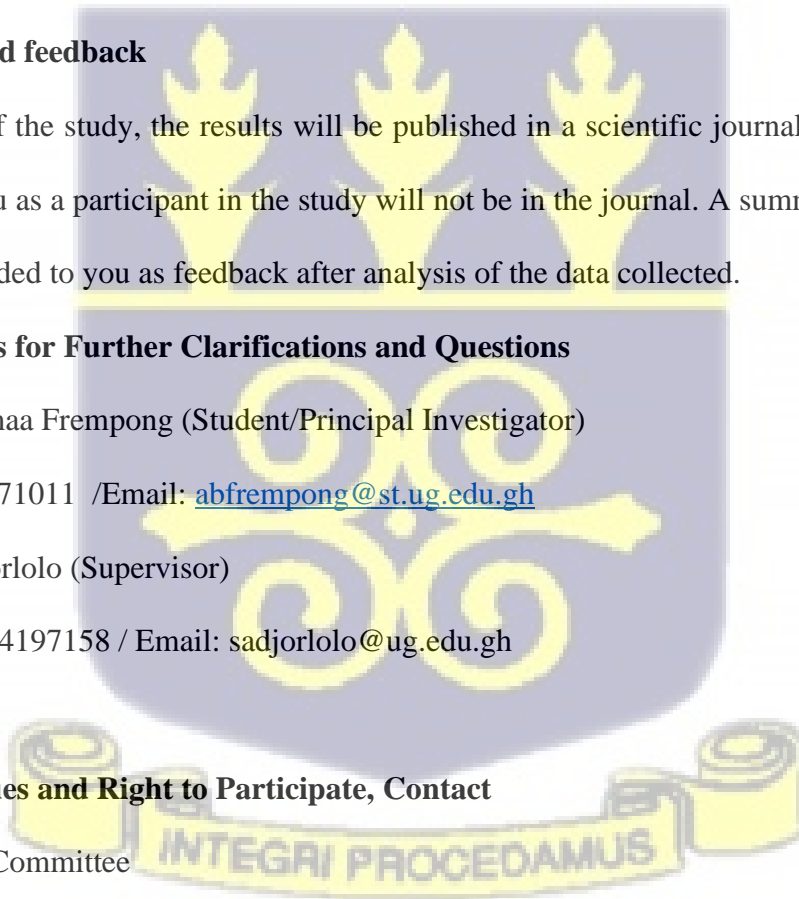 d feedback
f the study, the results will be published in a scientific journal
u as a participant in the study will not be in the journal. A summ
ded to you as feedback after analysis of the data collected.
s for Further Clarifications and Questions
naa Frempong (Student/Principal Investigator)
71011 /Email: abfrempong@st.ug.edu.gh
orlolo (Supervisor)
4197158 / Email: sadjorlolo@ug.edu.gh
ues and Right to Participate, Contact
Committee
INTEGRI PROCEDAMUS